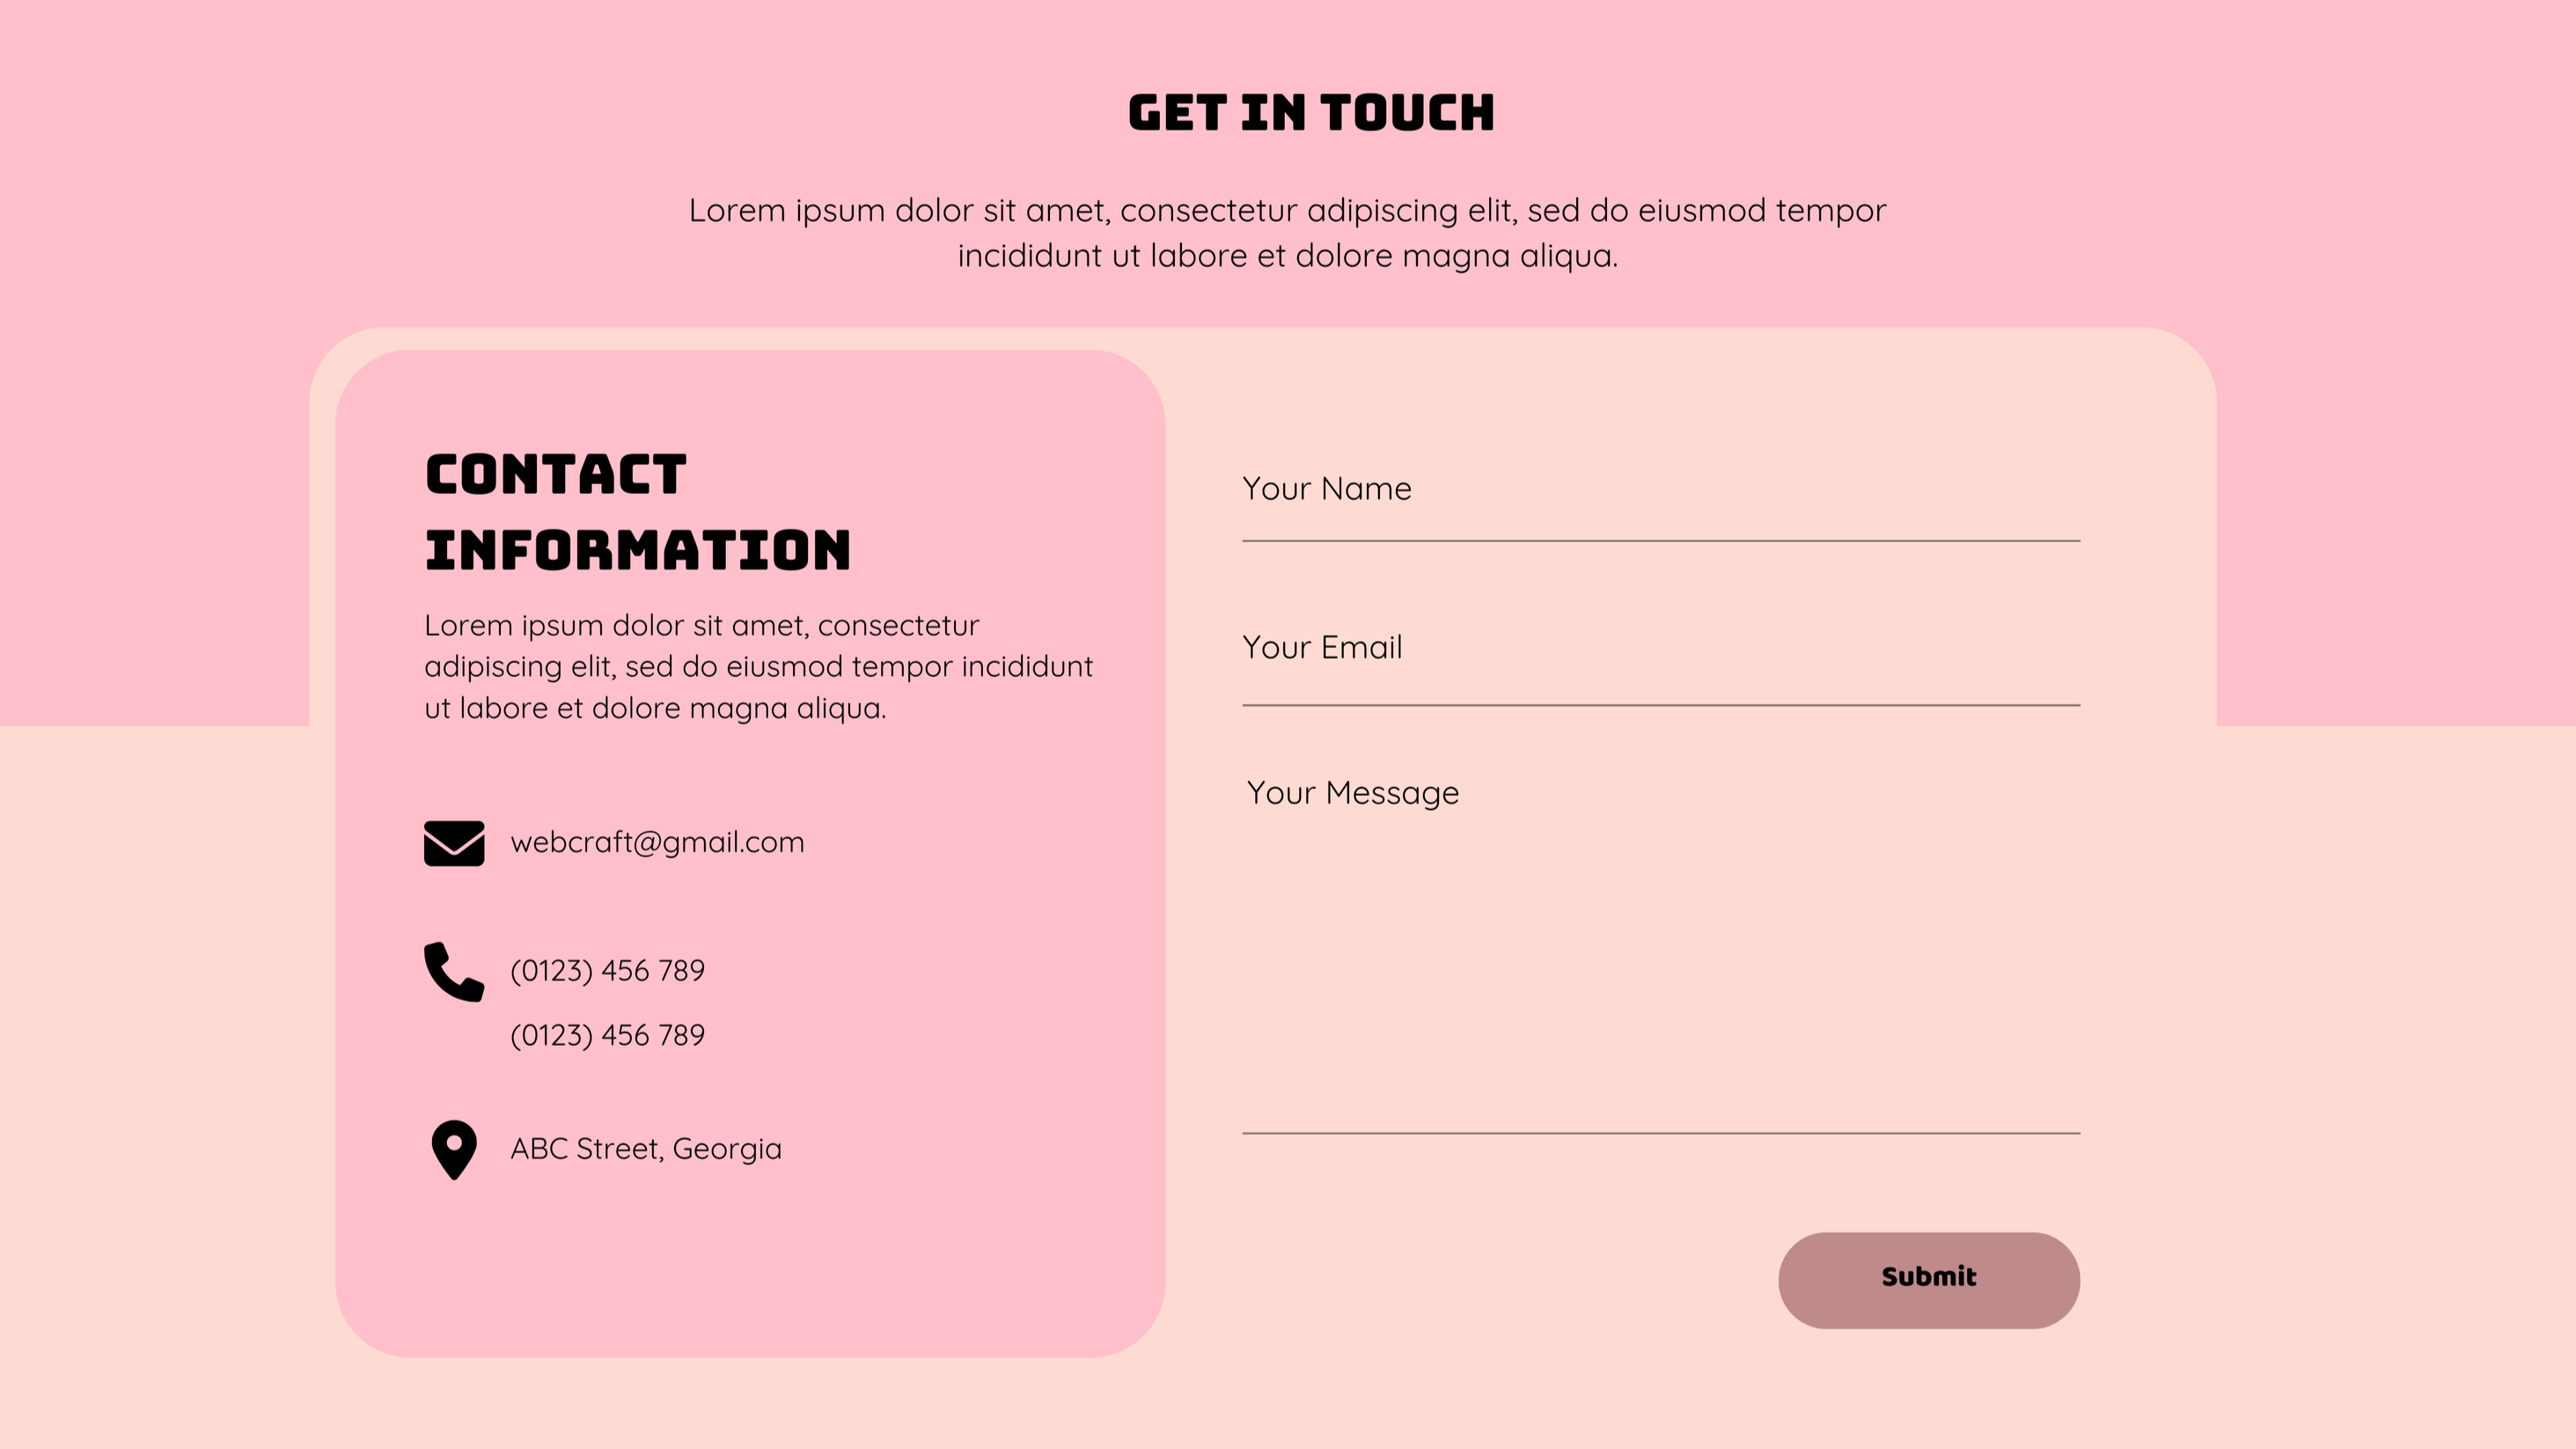 GET IN TOUCH
Lorem ipsum dolor sit amet, consectetur adipiscing elit, sed do eiusmod tempor
incididunt ut labore et dolore magna aliqua.
CONTACT
INFORMATION
Lorem ipsum dolor sit amet, consectetur
adipiscing elit, sed do eiusmod tempor incididunt
ut labore et dolore magna aliqua.
webcraft@gmail.com
(0123) 456 789
(0123) 456 789
ABC Street, Georgia
Your Name
Your Email
Your Message
Submit